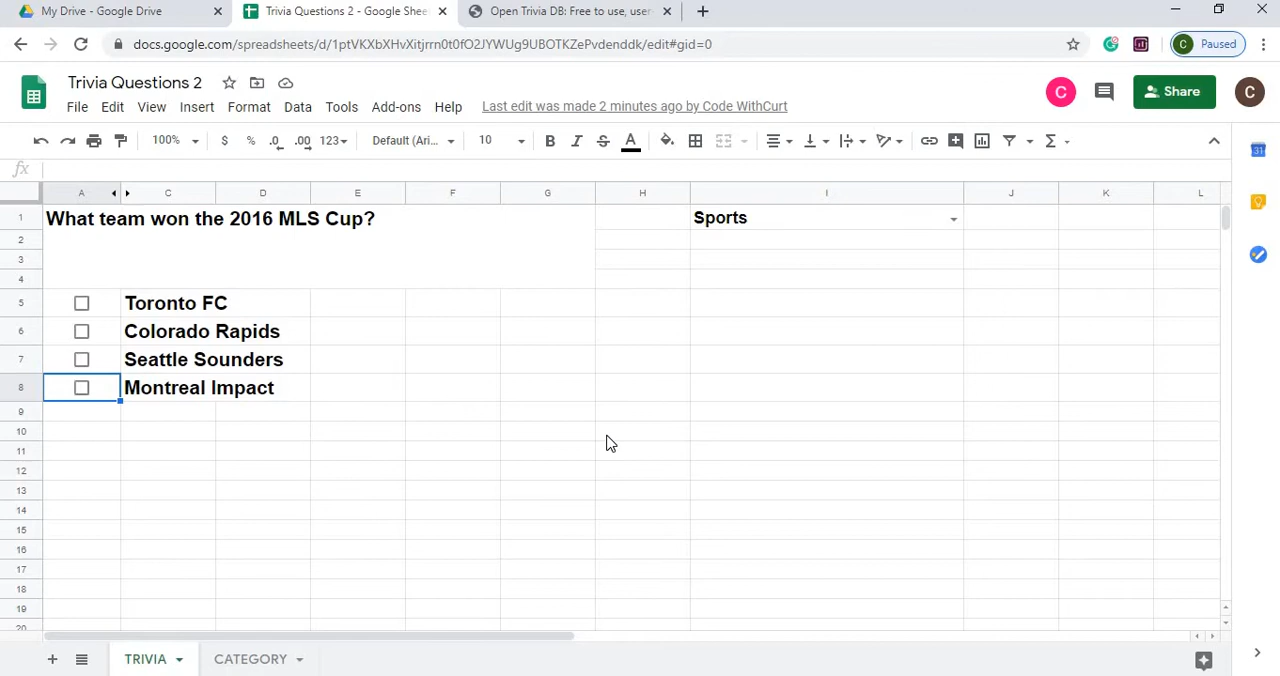 My Drive - Google Drive
Trivia Questions 2 - Google Shee
Open Trivia DB: Free to use, user-
docs.google.com/spreadsheets/d/1ptVKXbXHvXitjrrn0t0fO2JYWUg9UBOTKZePvdenddk/edit#gid=0
C Paused
Trivia Questions 2
File Edit View Insert Format Data Tools Add-ons Help Last edit was made 2 minutes ago by Code WithCurt
C Share C
100% $ % .0 .00 123 Default (Ari... 10 B I S A Σ
fx
31
A C D E F G H I J K L
1 What team won the 2016 MLS Cup? Sports
2
3
4
5 Toronto FC
6 Colorado Rapids
7 Seattle Sounders
8 Montreal Impact
9
10
11
12
13
14
15
16
17
18
19
20
TRIVIA CATEGORY